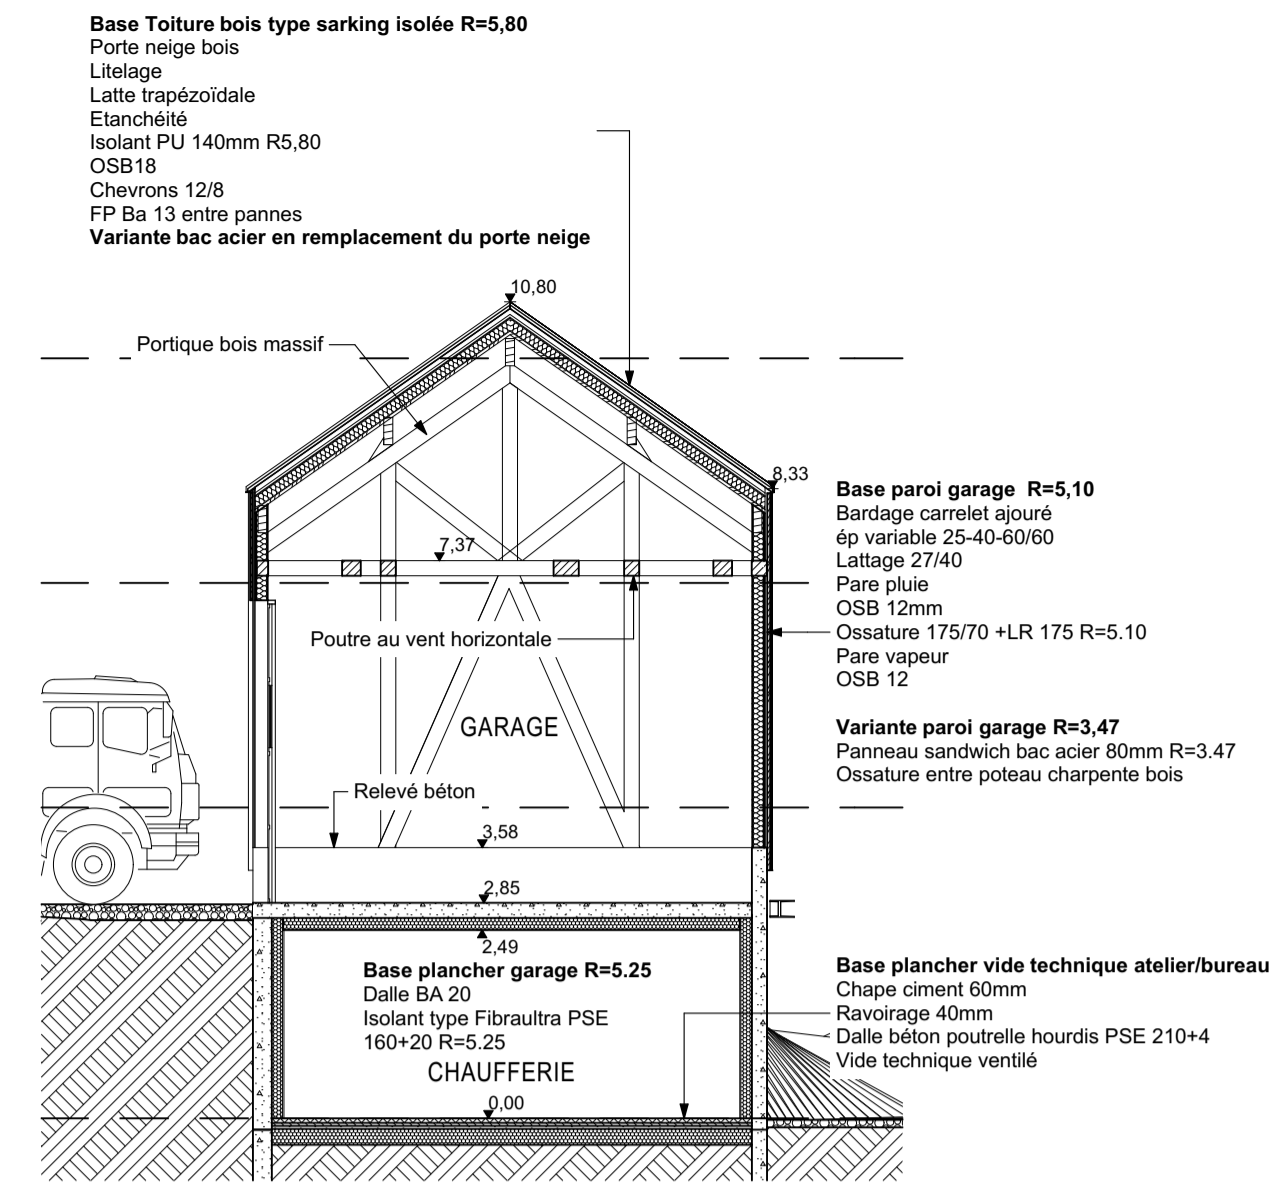 Base Toiture bois type sarking isolée R=5,80
Porte neige bois
Litelage
Latte trapézoïdale
Etanchéité
Isolant PU 140mm R5,80
OSB18
Chevrons 12/8
FP Ba 13 entre pannes
Variante bac acier en remplacement du porte neige
10,80
Portique bois massif
8,33
Base paroi garage R=5,10
Bardage carrelet ajouré
ép variable 25-40-60/60
Lattage 27/40
Pare pluie
OSB 12mm
Ossature 175/70 +LR 175 R=5.10
Pare vapeur
OSB 12
Variante paroi garage R=3,47
Panneau sandwich bac acier 80mm R=3.47
Ossature entre poteau charpente bois
7,37
Poutre au vent horizontale
GARAGE
Relevé béton
3,58
2,85
2,49
Base plancher garage R=5.25
Dalle BA 20
Isolant type Fibraultra PSE
160+20 R=5.25
CHAUFFERIE
0,00
Base plancher vide technique atelier/bureau
Chape ciment 60mm
Ravoirage 40mm
Dalle béton poutrelle hourdis PSE 210+4
Vide technique ventilé